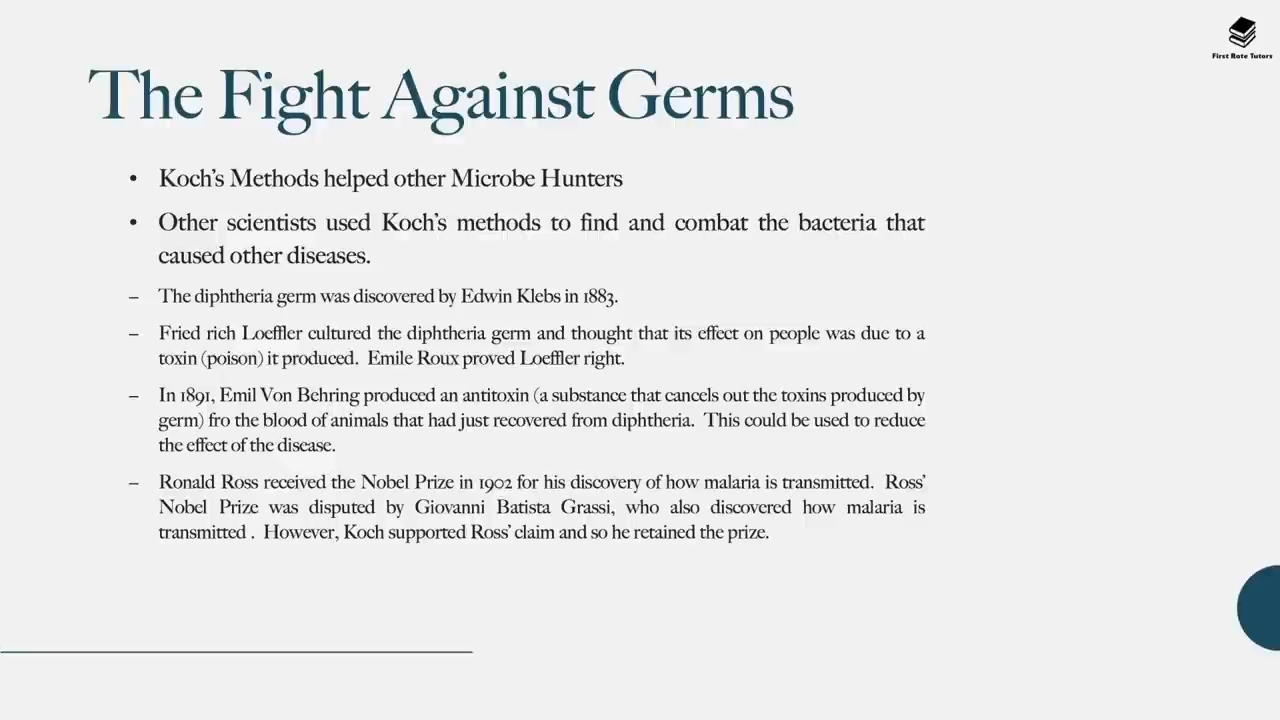 First Rate Tutors
The Fight Against Germs
• Koch's Methods helped other Microbe Hunters
• Other scientists used Koch's methods to find and combat the bacteria that
caused other diseases.
– The diphtheria germ was discovered by Edwin Klebs in 1883.
– Fried rich Loeffler cultured the diphtheria germ and thought that its effect on people was due to a
toxin (poison) it produced.  Emile Roux proved Loeffler right.
– In 1891, Emil Von Behring produced an antitoxin (a substance that cancels out the toxins produced by
germ) fro the blood of animals that had just recovered from diphtheria.  This could be used to reduce
the effect of the disease.
– Ronald Ross received the Nobel Prize in 1902 for his discovery of how malaria is transmitted.  Ross'
Nobel Prize was disputed by Giovanni Batista Grassi, who also discovered how malaria is
transmitted .  However, Koch supported Ross' claim and so he retained the prize.